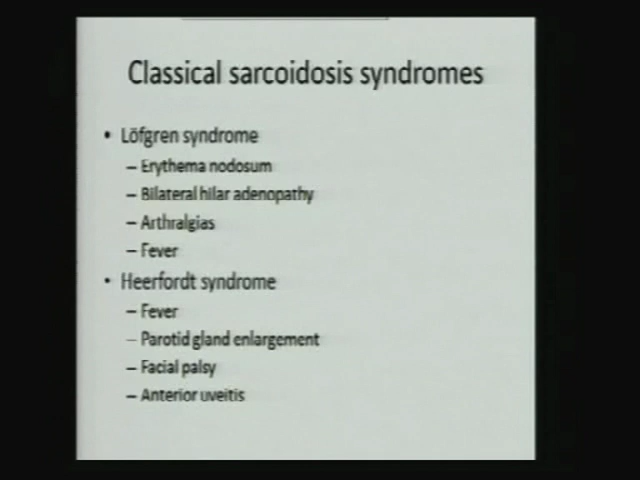 Classical sarcoidosis syndromes
• Löfgren syndrome
– Erythema nodosum
– Bilateral hilar adenopathy
– Arthralgias
– Fever
• Heerfordt syndrome
– Fever
– Parotid gland enlargement
– Facial palsy
– Anterior uveitis